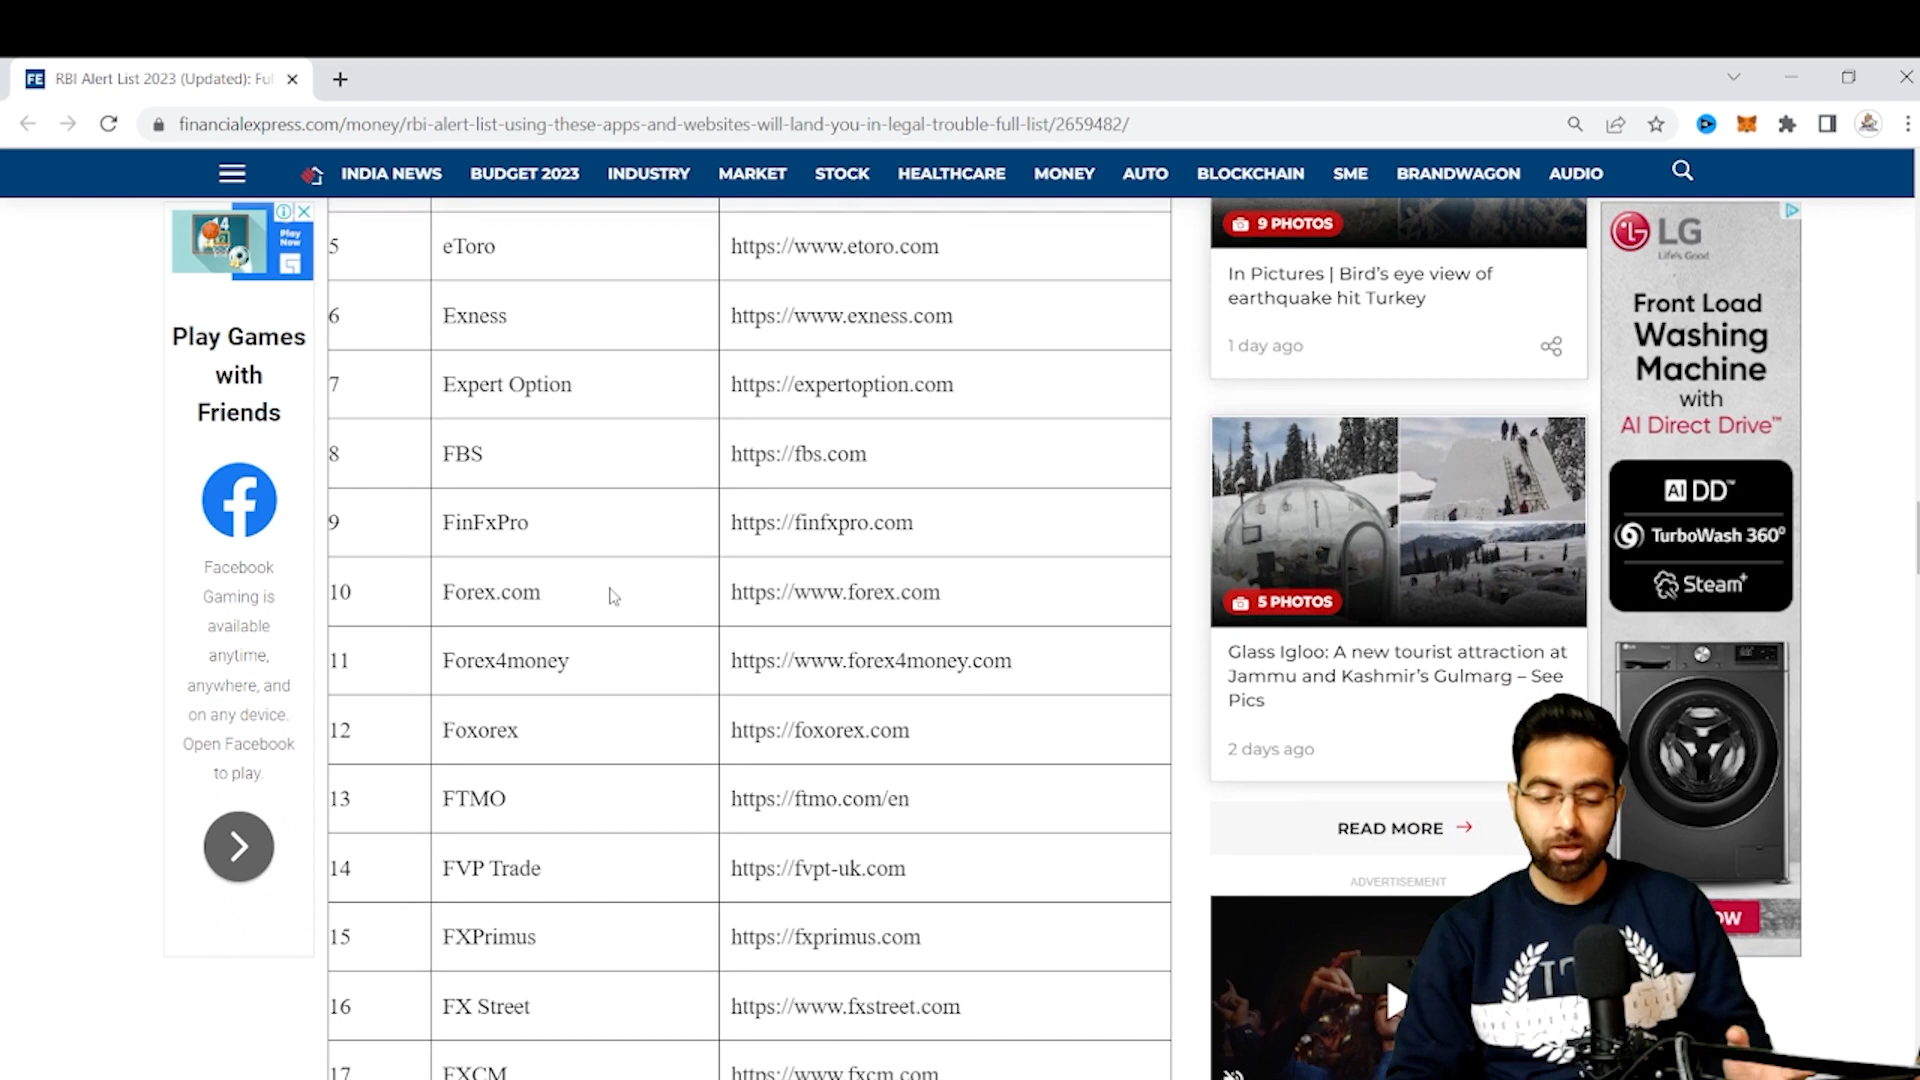 FE RBI Alert List 2023 (Updated): Ful
financialexpress.com/money/rbi-alert-list-using-these-apps-and-websites-will-land-you-in-legal-trouble-full-list/2659482/
INDIA NEWS BUDGET 2023 INDUSTRY MARKET STOCK HEALTHCARE MONEY AUTO BLOCKCHAIN SME BRANDWAGON AUDIO
Play
Now
Play Games
with
Friends
Facebook
Gaming is
available
anytime,
anywhere, and
on any device.
Open Facebook
to play.
5 eToro https://www.etoro.com
6 Exness https://www.exness.com
7 Expert Option https://expertoption.com
8 FBS https://fbs.com
9 FinFxPro https://finfxpro.com
10 Forex.com https://www.forex.com
11 Forex4money https://www.forex4money.com
12 Foxorex https://foxorex.com
13 FTMO https://ftmo.com/en
14 FVP Trade https://fvpt-uk.com
15 FXPrimus https://fxprimus.com
16 FX Street https://www.fxstreet.com
17 FXCM https://www.fxcm.com
9 PHOTOS
In Pictures | Bird's eye view of
earthquake hit Turkey
1 day ago
5 PHOTOS
Glass Igloo: A new tourist attraction at
Jammu and Kashmir's Gulmarg – See
Pics
2 days ago
READ MORE
ADVERTISEMENT
LG
Life's Good
Front Load
Washing
Machine
with
AI Direct Drive™
AI DD™
TurboWash 360°
Steam+
OW